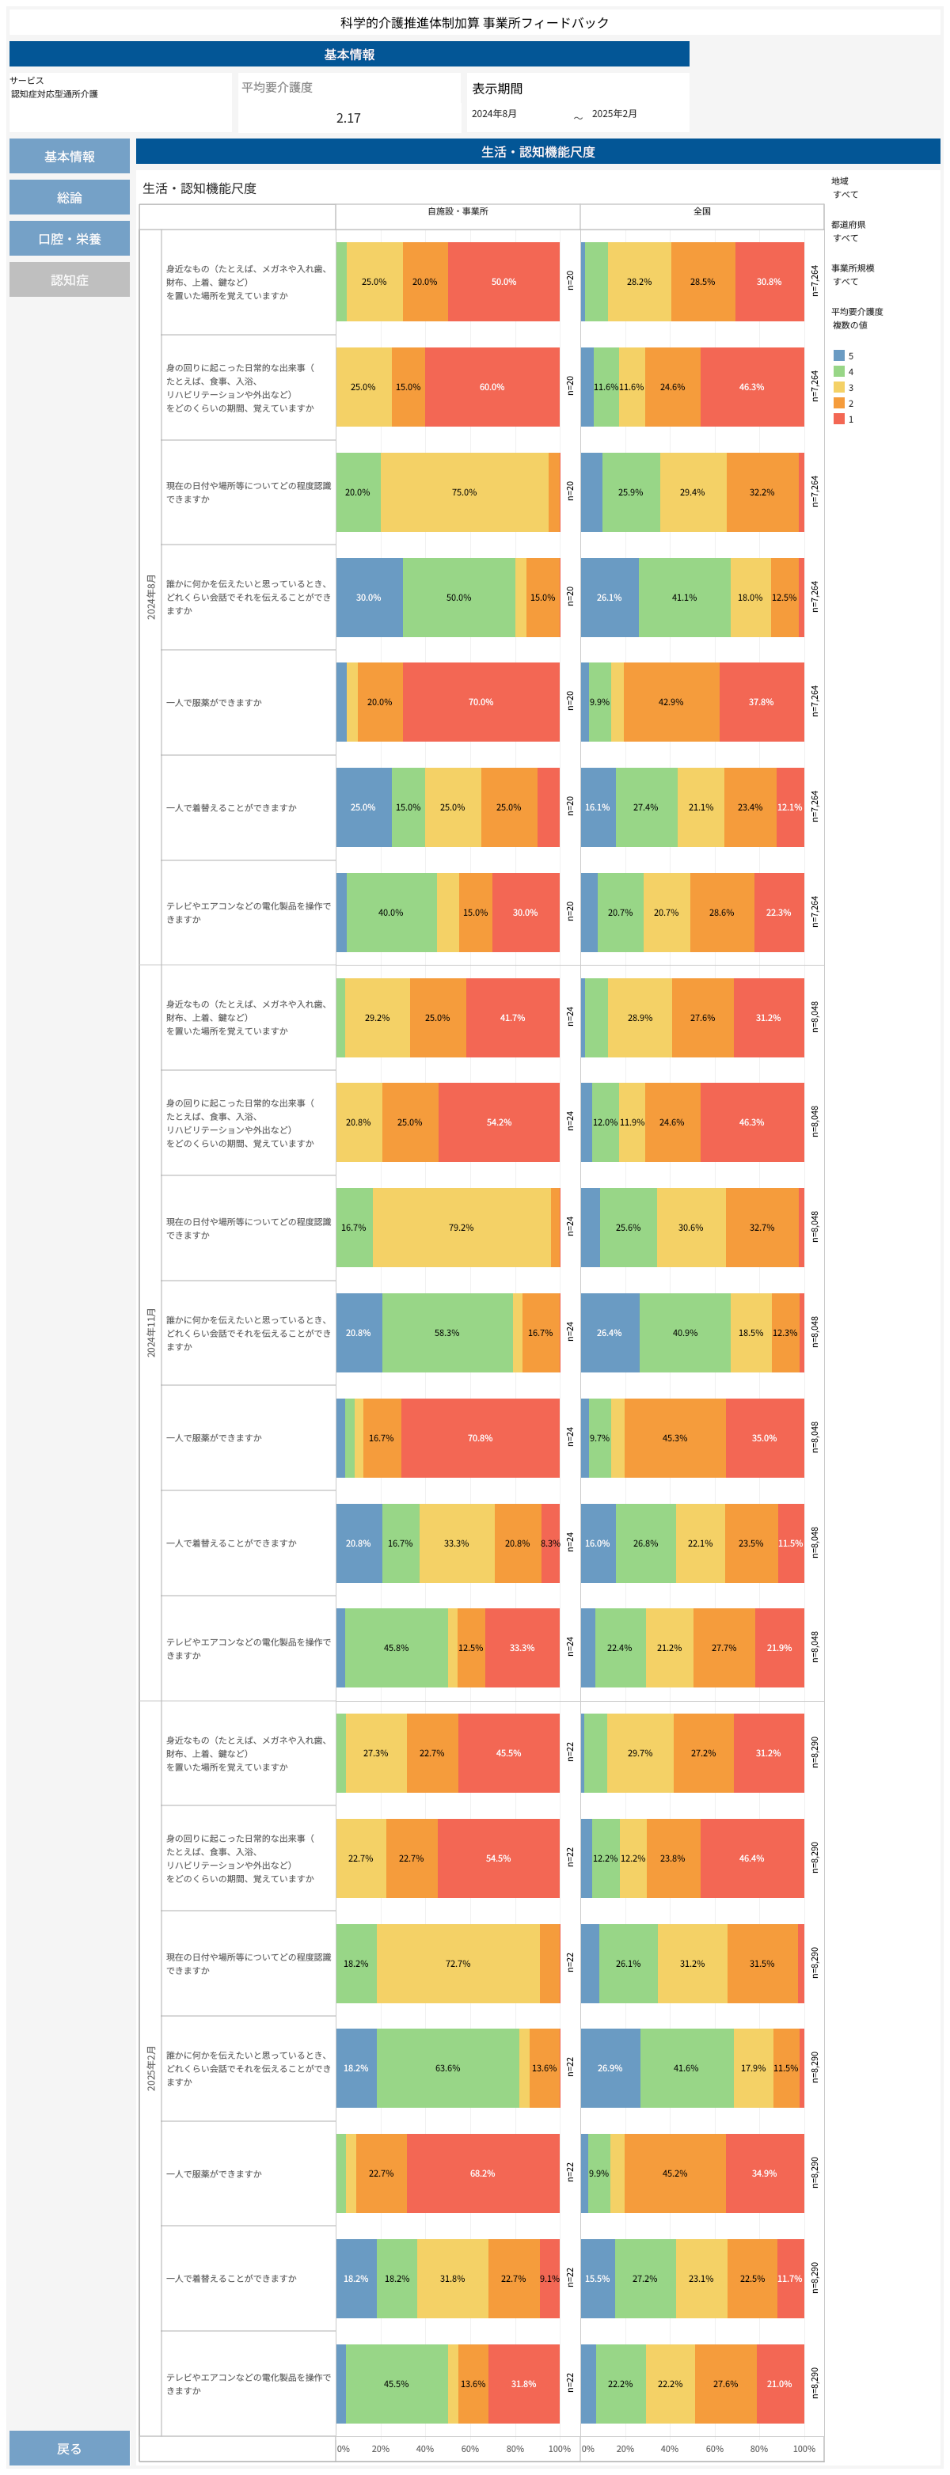 科学的介護推進体制加算 事業所フィードバック
基本情報
サービス
認知症対応型通所介護
平均要介護度
2.17
表示期間
2024年8月 ～ 2025年2月
基本情報
総論
口腔・栄養
認知症
戻る
生活・認知機能尺度
生活・認知機能尺度
自施設・事業所 全国
2024年8月
身近なもの（たとえば、メガネや入れ歯、
財布、上着、鍵など）
を置いた場所を覚えていますか
25.0% 20.0% 50.0% n=20 28.2% 28.5% 30.8% n=7,264
身の回りに起こった日常的な出来事（
たとえば、食事、入浴、
リハビリテーションや外出など）
をどのくらいの期間、覚えていますか
25.0% 15.0% 60.0% n=20 11.6% 11.6% 24.6% 46.3% n=7,264
現在の日付や場所等についてどの程度認識
できますか
20.0% 75.0% n=20 25.9% 29.4% 32.2% n=7,264
誰かに何かを伝えたいと思っているとき、
どれくらい会話でそれを伝えることができ
ますか
30.0% 50.0% 15.0% n=20 26.1% 41.1% 18.0% 12.5% n=7,264
一人で服薬ができますか
20.0% 70.0% n=20 9.9% 42.9% 37.8% n=7,264
一人で着替えることができますか
25.0% 15.0% 25.0% 25.0% n=20 16.1% 27.4% 21.1% 23.4% 12.1% n=7,264
テレビやエアコンなどの電化製品を操作で
きますか
40.0% 15.0% 30.0% n=20 20.7% 20.7% 28.6% 22.3% n=7,264
2024年11月
身近なもの（たとえば、メガネや入れ歯、
財布、上着、鍵など）
を置いた場所を覚えていますか
29.2% 25.0% 41.7% n=24 28.9% 27.6% 31.2% n=8,048
身の回りに起こった日常的な出来事（
たとえば、食事、入浴、
リハビリテーションや外出など）
をどのくらいの期間、覚えていますか
20.8% 25.0% 54.2% n=24 12.0% 11.9% 24.6% 46.3% n=8,048
現在の日付や場所等についてどの程度認識
できますか
16.7% 79.2% n=24 25.6% 30.6% 32.7% n=8,048
誰かに何かを伝えたいと思っているとき、
どれくらい会話でそれを伝えることができ
ますか
20.8% 58.3% 16.7% n=24 26.4% 40.9% 18.5% 12.3% n=8,048
一人で服薬ができますか
16.7% 70.8% n=24 9.7% 45.3% 35.0% n=8,048
一人で着替えることができますか
20.8% 16.7% 33.3% 20.8% 8.3% n=24 16.0% 26.8% 22.1% 23.5% 11.5% n=8,048
テレビやエアコンなどの電化製品を操作で
きますか
45.8% 12.5% 33.3% n=24 22.4% 21.2% 27.7% 21.9% n=8,048
2025年2月
身近なもの（たとえば、メガネや入れ歯、
財布、上着、鍵など）
を置いた場所を覚えていますか
27.3% 22.7% 45.5% n=22 29.7% 27.2% 31.2% n=8,290
身の回りに起こった日常的な出来事（
たとえば、食事、入浴、
リハビリテーションや外出など）
をどのくらいの期間、覚えていますか
22.7% 22.7% 54.5% n=22 12.2% 12.2% 23.8% 46.4% n=8,290
現在の日付や場所等についてどの程度認識
できますか
18.2% 72.7% n=22 26.1% 31.2% 31.5% n=8,290
誰かに何かを伝えたいと思っているとき、
どれくらい会話でそれを伝えることができ
ますか
18.2% 63.6% 13.6% n=22 26.9% 41.6% 17.9% 11.5% n=8,290
一人で服薬ができますか
22.7% 68.2% n=22 9.9% 45.2% 34.9% n=8,290
一人で着替えることができますか
18.2% 18.2% 31.8% 22.7% 9.1% n=22 15.5% 27.2% 23.1% 22.5% 11.7% n=8,290
テレビやエアコンなどの電化製品を操作で
きますか
45.5% 13.6% 31.8% n=22 22.2% 22.2% 27.6% 21.0% n=8,290
0% 20% 40% 60% 80% 100% 0% 20% 40% 60% 80% 100%
地域
すべて
都道府県
すべて
事業所規模
すべて
平均要介護度
複数の値
5
4
3
2
1